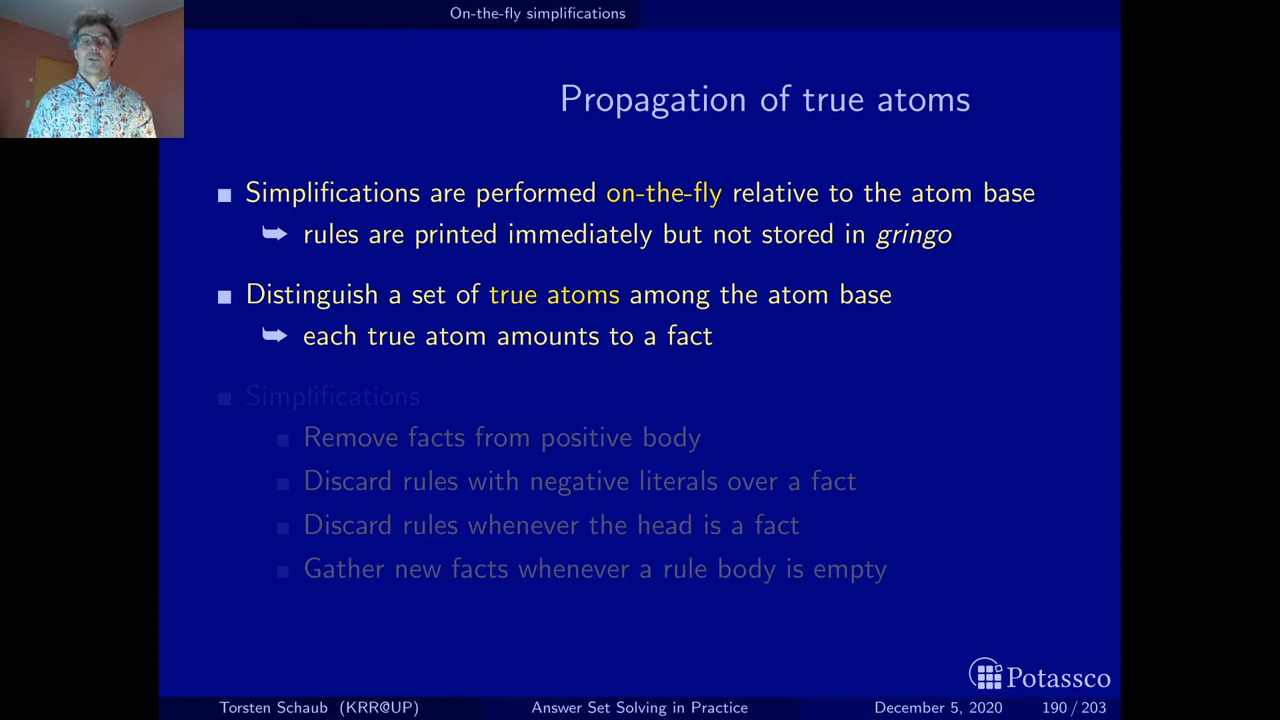 On-the-fly simplifications
Propagation of true atoms
Simplifications are performed on-the-fly relative to the atom base
➥ rules are printed immediately but not stored in gringo
Distinguish a set of true atoms among the atom base
➥ each true atom amounts to a fact
Simplifications
Remove facts from positive body
Discard rules with negative literals over a fact
Discard rules whenever the head is a fact
Gather new facts whenever a rule body is empty
Potassco
Torsten Schaub (KRR@UP) Answer Set Solving in Practice December 5, 2020 190 / 203